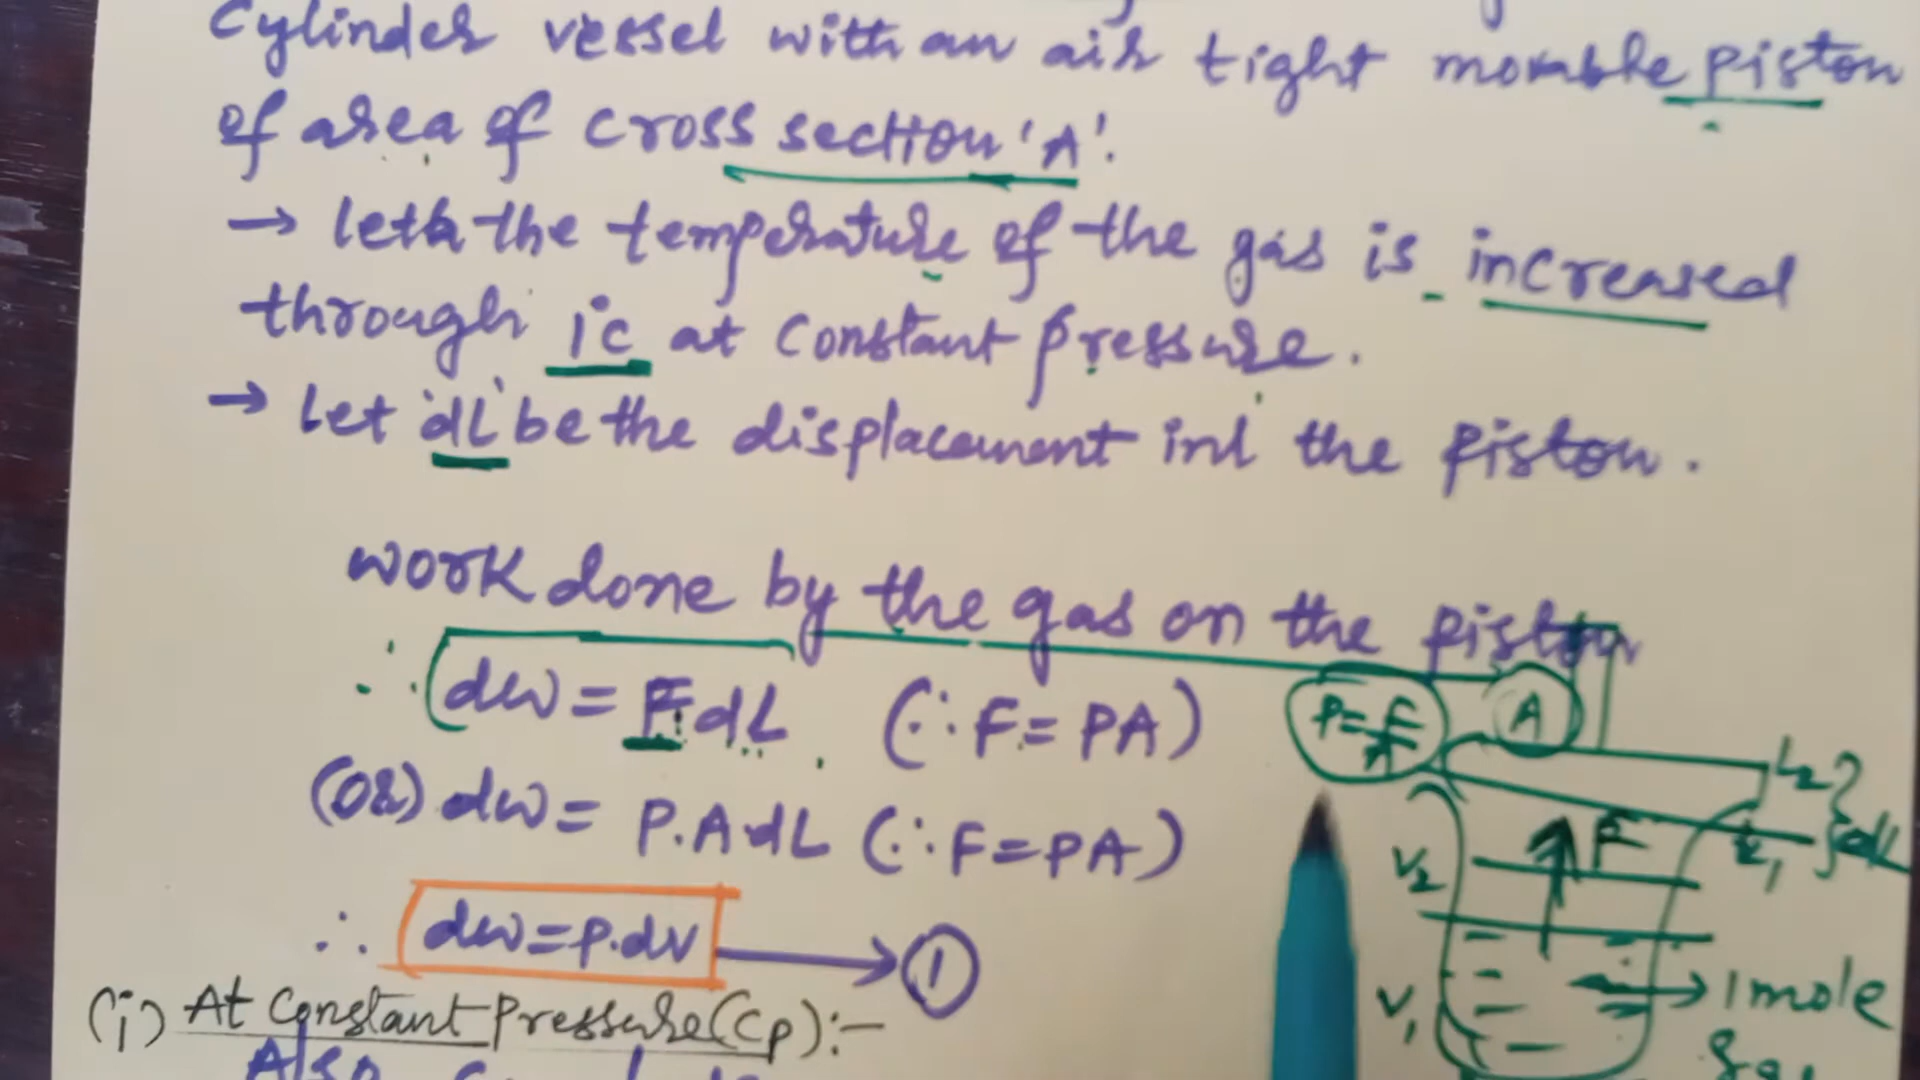 Cylinder vessel with an air tight movable piston
of area of cross section 'A'.
→ let the temperature of the gas is increased
through 1°c at constant pressure.
→ Let 'dL' be the displacement in the piston.
work done by the gas on the piston
∴ dw = F dL (∵ F = PA)
(or) dw = P.A dL (∵ F = PA)
∴ dw = P.dv → 1
(i) At Constant Pressure (Cp):-
Also
P = F/A
A
L2
L1
dL
F
V2
V1
1 mole